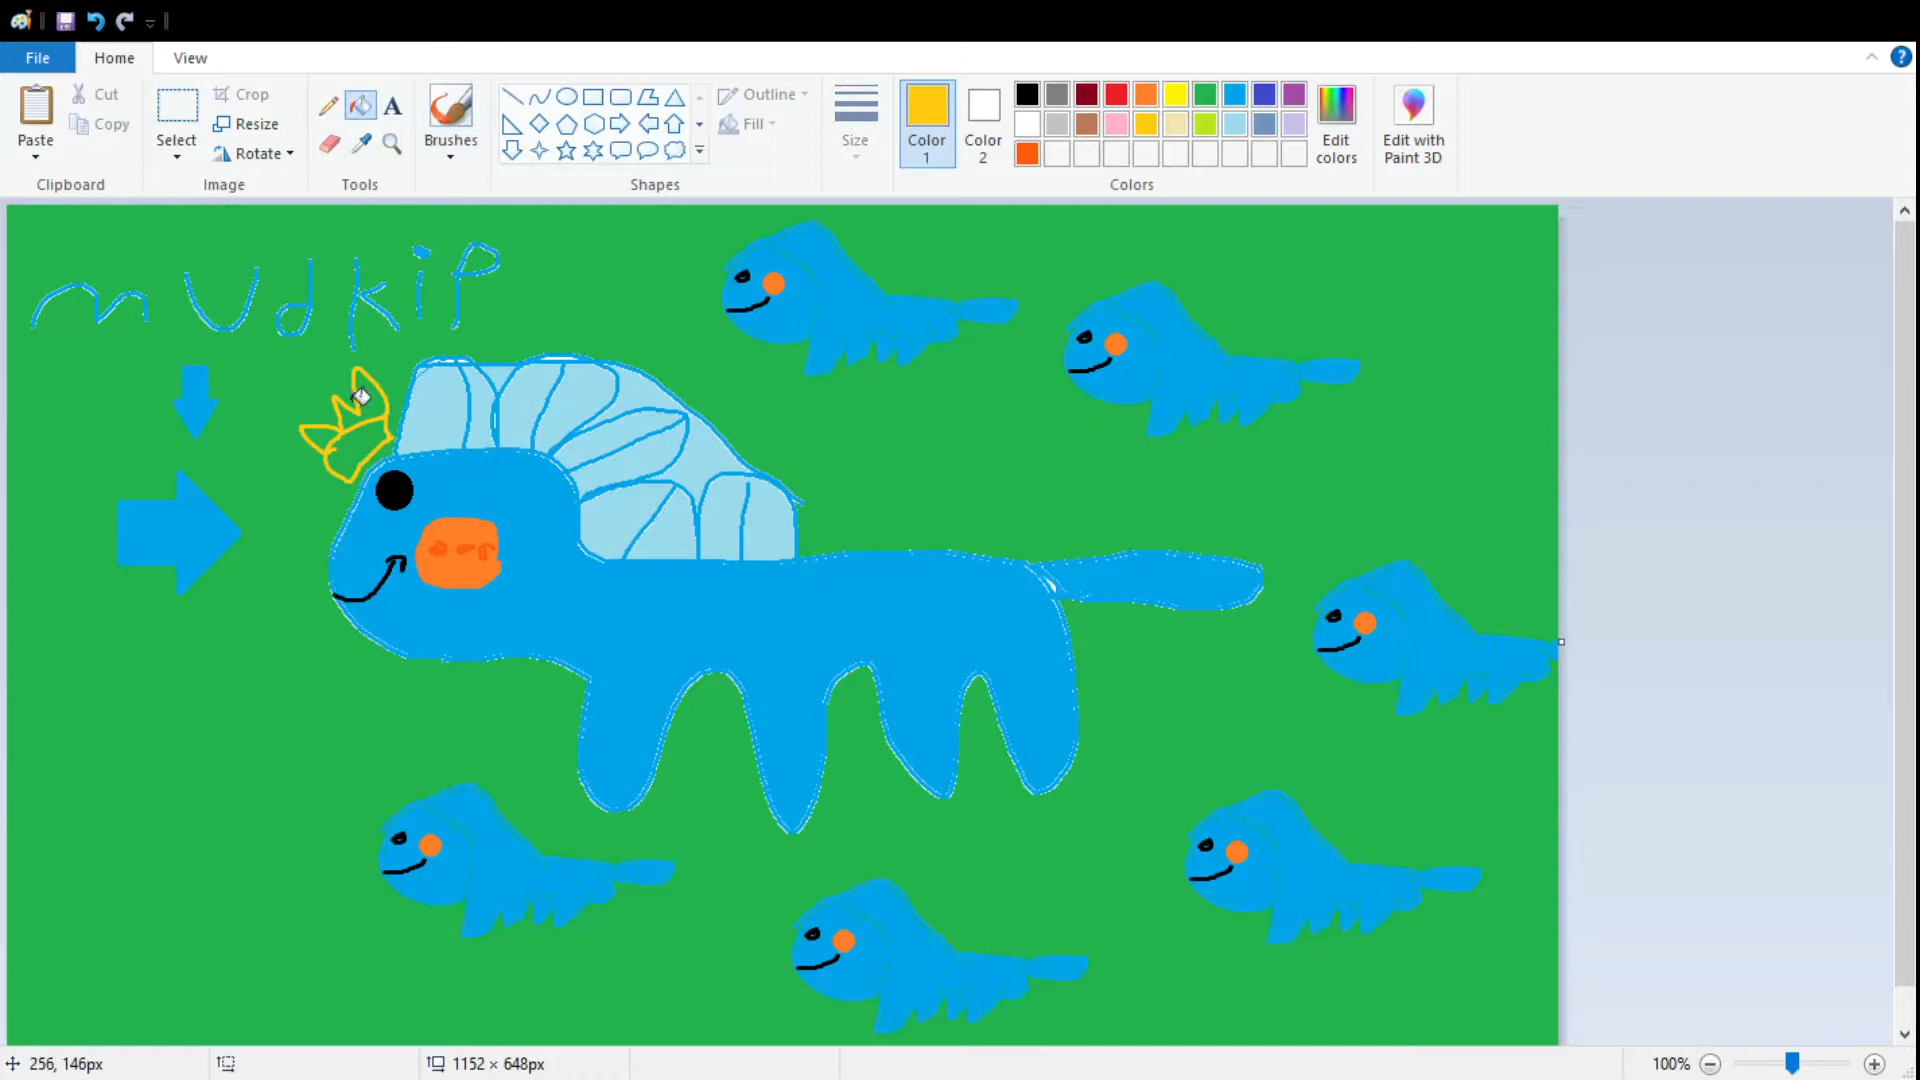 File Home View
Paste
Cut
Copy
Clipboard
Select
Crop
Resize
Rotate
Image
A
Tools
Brushes
Shapes
Outline
Fill
Size
Color 1
Color 2
Colors
Edit colors
Edit with Paint 3D
?
mudkip
256, 146px
1152 × 648px
100%